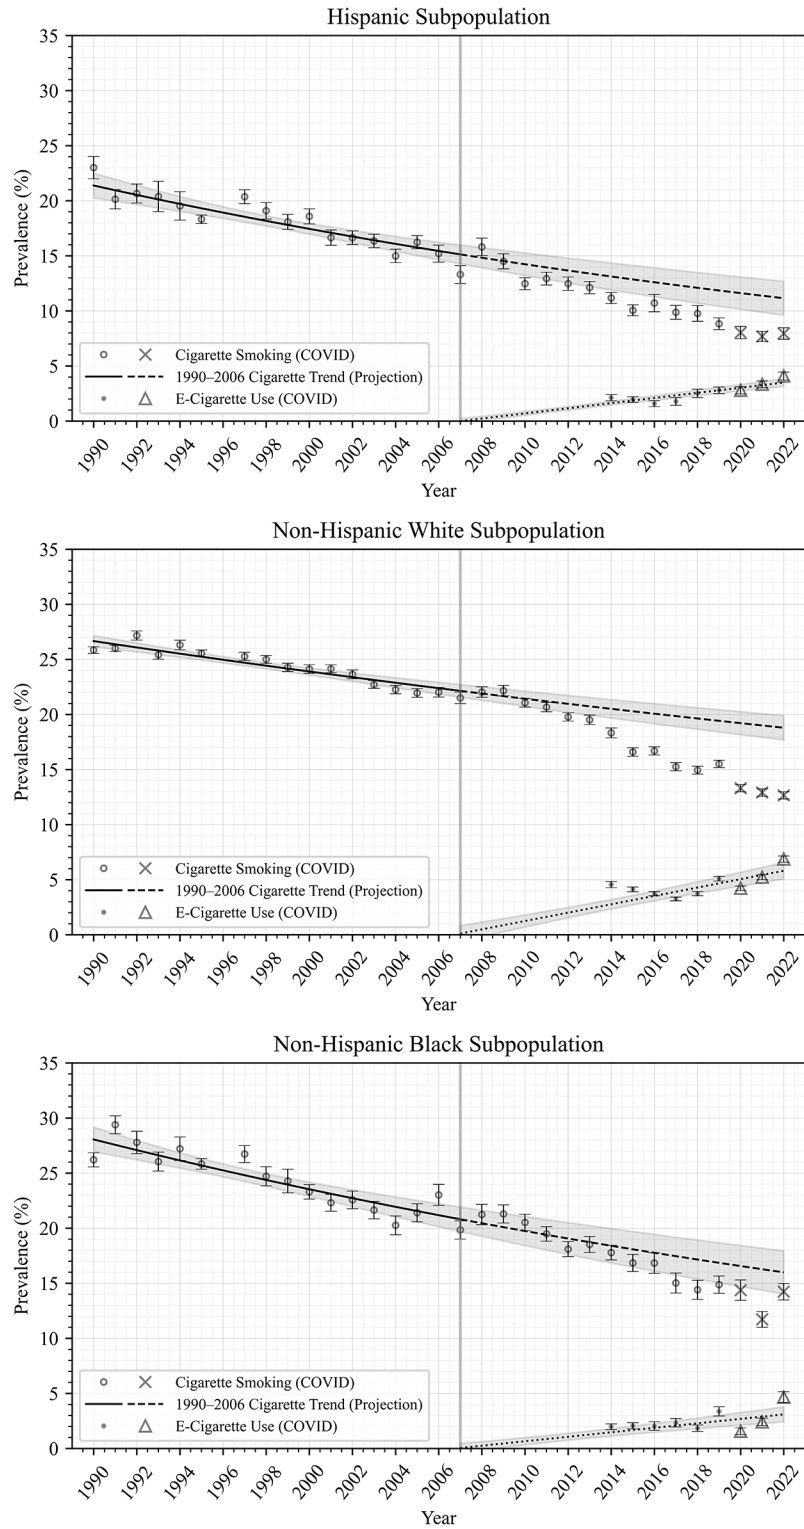 Hispanic Subpopulation
35
30
25
20
15
10
5
0
Prevalence (%)
Cigarette Smoking (COVID)
1990–2006 Cigarette Trend (Projection)
E-Cigarette Use (COVID)
1990 1992 1994 1996 1998 2000 2002 2004 2006 2008 2010 2012 2014 2016 2018 2020 2022
Year
Non-Hispanic White Subpopulation
35
30
25
20
15
10
5
0
Prevalence (%)
Cigarette Smoking (COVID)
1990–2006 Cigarette Trend (Projection)
E-Cigarette Use (COVID)
1990 1992 1994 1996 1998 2000 2002 2004 2006 2008 2010 2012 2014 2016 2018 2020 2022
Year
Non-Hispanic Black Subpopulation
35
30
25
20
15
10
5
0
Prevalence (%)
Cigarette Smoking (COVID)
1990–2006 Cigarette Trend (Projection)
E-Cigarette Use (COVID)
1990 1992 1994 1996 1998 2000 2002 2004 2006 2008 2010 2012 2014 2016 2018 2020 2022
Year